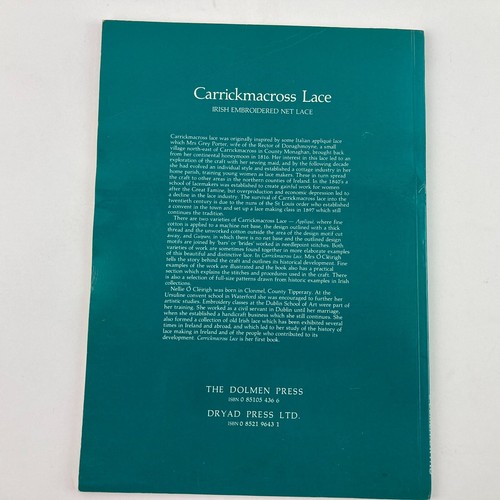 Carrickmacross Lace
IRISH EMBROIDERED NET LACE
Carrickmacross lace was originally inspired by some Italian appliqué lace
which Mrs Grey Porter, wife of the Rector of Donaghmoyne, a small
village north-east of Carrickmacross in County Monaghan, brought back
from her continental honeymoon in 1816. Her interest in this lace led to an
exploration of the craft with her sewing maid, and by the following decade
she had evolved an individual style and established a cottage industry in her
home parish, training young women as lace makers. These in turn spread
the craft to other areas in the northern counties of Ireland. In the 1840's a
school of lacemakers was established to create gainful work for women
after the Great Famine, but overproduction and economic depression led to
a decline in the lace industry. The survival of Carrickmacross lace into the
twentieth century is due to the nuns of the St Louis order who established
a convent in the town and set up a lace making class in 1897 which still
continues the tradition.
There are two varieties of Carrickmacross Lace — Appliqué, where fine
cotton is applied to a machine net base, the design outlined with a thick
thread and the unworked cotton outside the area of the design motif cut
away, and Guipure, in which there is no net base and the outlined design
motifs are joined by 'bars' or 'brides' worked in needlepoint stitches. Both
varieties of work are sometimes found together in more elaborate examples
of this beautiful and distinctive lace. In Carrickmacross Lace, Mrs Ó Cléirigh
tells the story behind the craft and outlines its historical development. Fine
examples of the work are illustrated and the book also has a practical
section which explains the stitches and procedures used in the craft. There
is also a selection of full-size patterns drawn from historic examples in Irish
collections.
Nellie Ó Cléirigh was born in Clonmel, County Tipperary. At the
Ursuline convent school in Waterford she was encouraged to further her
artistic studies. Embroidery classes at the Dublin School of Art were part of
her training. She worked as a civil servant in Dublin until her marriage,
when she established a handicraft business which she still continues. She
also formed a collection of old Irish lace which has been exhibited several
times in Ireland and abroad, and which led to her study of the history of
lace making in Ireland and of the people who contributed to its
development. Carrickmacross Lace is her first book.
THE DOLMEN PRESS
ISBN 0 85105 436 6
DRYAD PRESS LTD.
ISBN 0 8521 9643 1